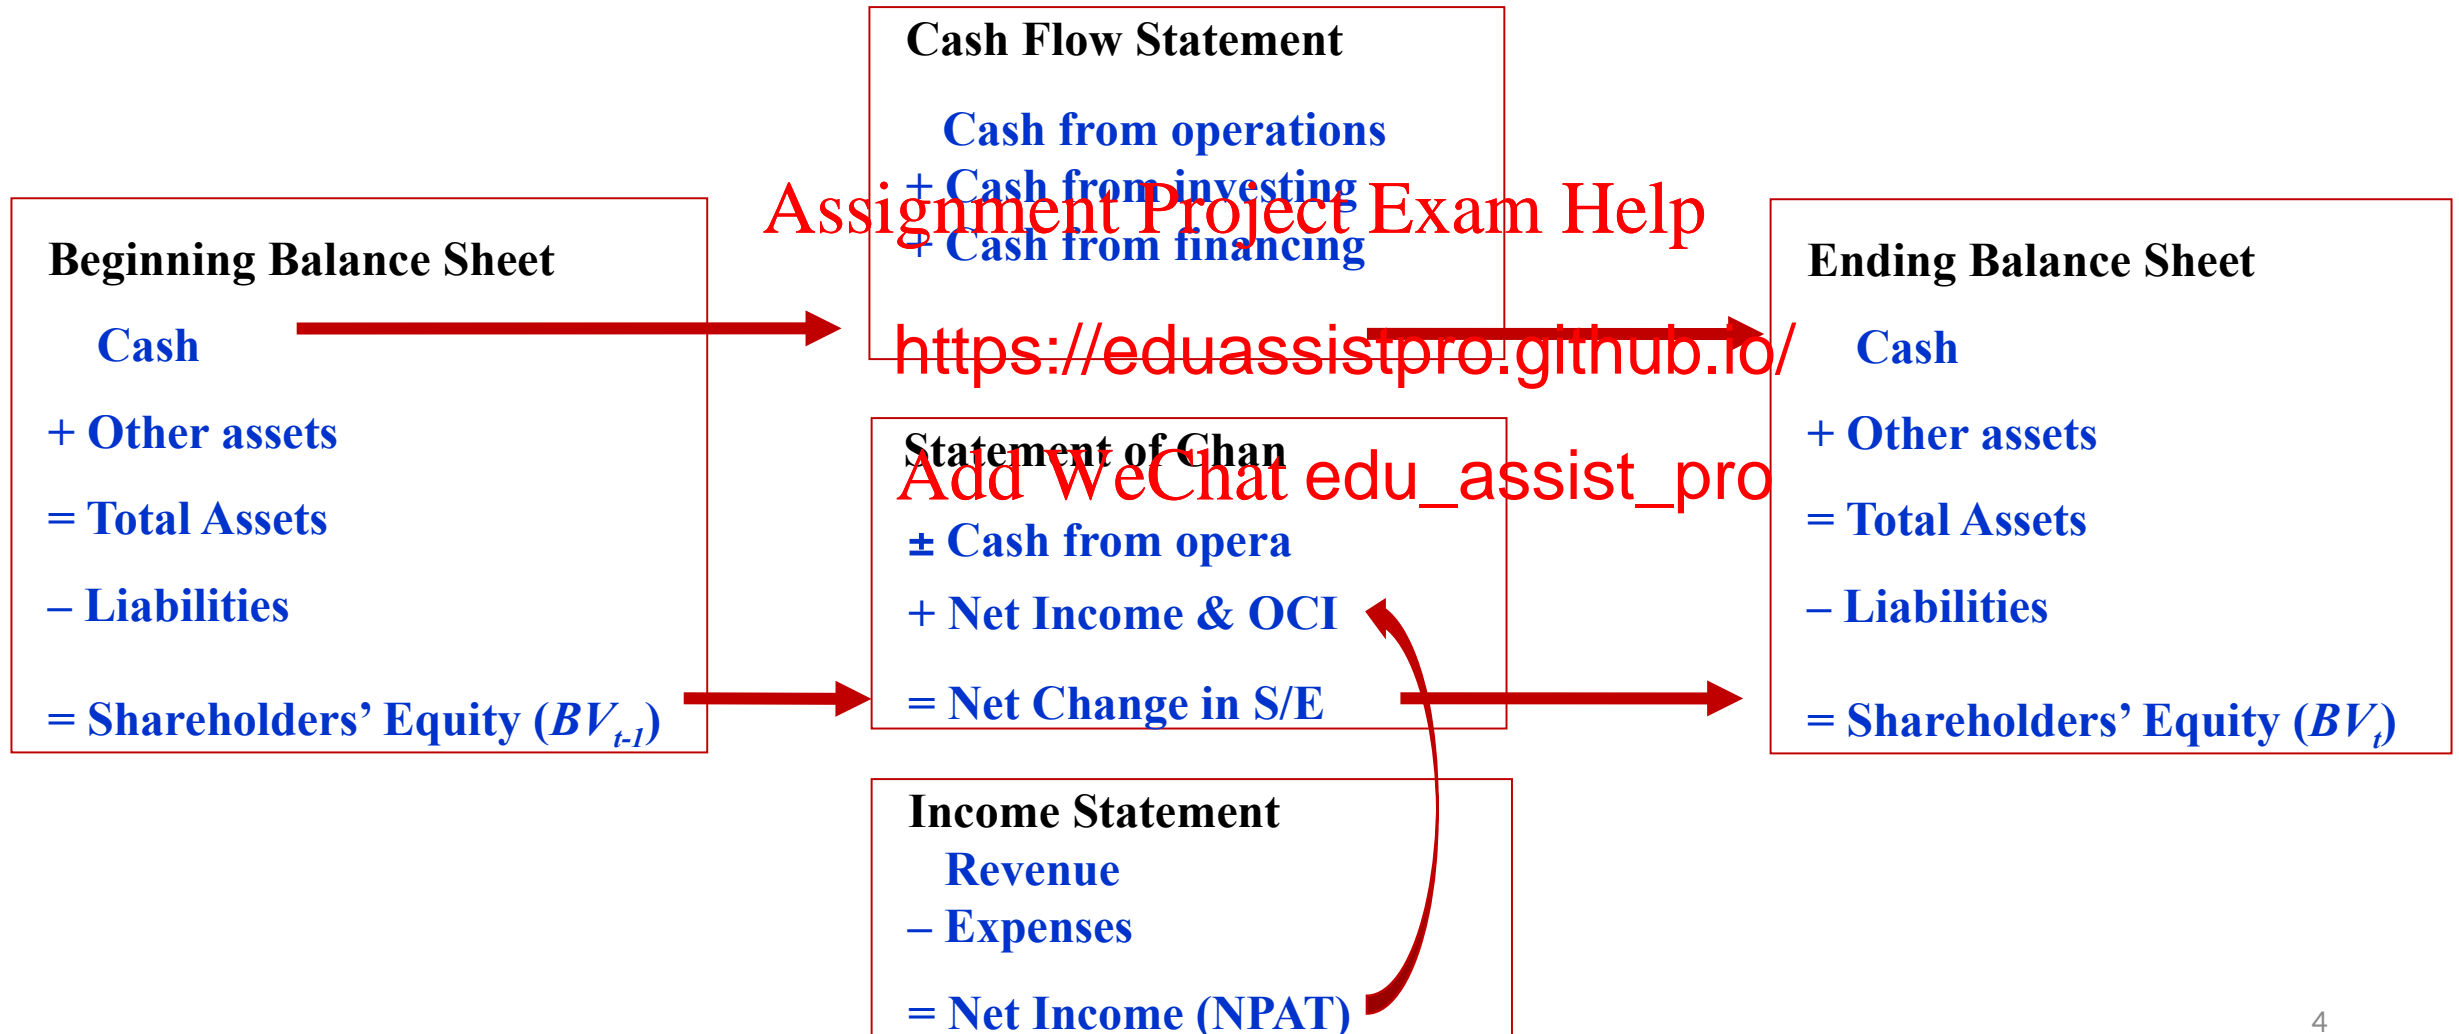 Cash Flow Statement
Cash from operations
+ Cash from investing
+ Cash from financing
Assignment Project Exam Help
https://eduassistpro.github.io/
Add WeChat edu_assist_pro
Beginning Balance Sheet
Cash
+ Other assets
= Total Assets
– Liabilities
= Shareholders’ Equity (BVt-1)
Statement of Chan
± Cash from opera
+ Net Income & OCI
= Net Change in S/E
Income Statement
Revenue
– Expenses
= Net Income (NPAT)
Ending Balance Sheet
Cash
+ Other assets
= Total Assets
– Liabilities
= Shareholders’ Equity (BVt)
4